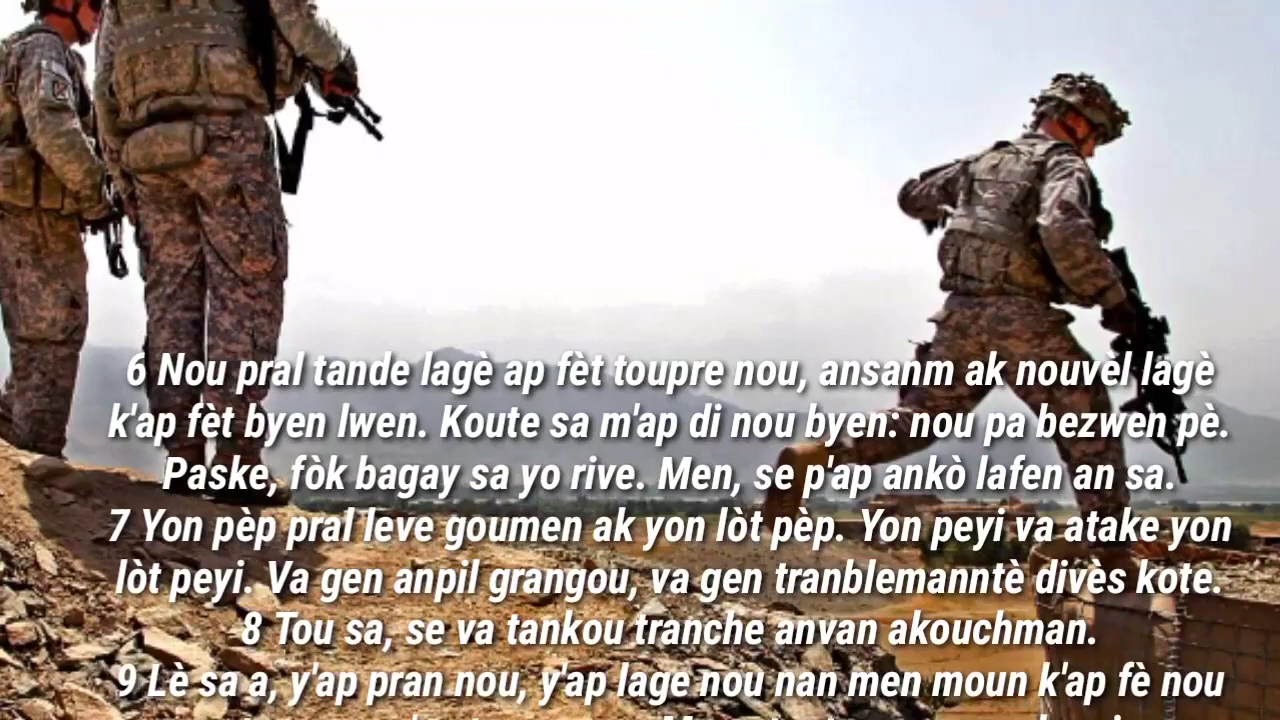 6 Nou pral tande lagè ap fèt toupre nou, ansanm ak nouvèl lagè
k'ap fèt byen lwen. Koute sa m'ap di nou byen: nou pa bezwen pè.
Paske, fòk bagay sa yo rive. Men, se p'ap ankò lafen an sa.
7 Yon pèp pral leve goumen ak yon lòt pèp. Yon peyi va atake yon
lòt peyi. Va gen anpil grangou, va gen tranblemanntè divès kote.
8 Tou sa, se va tankou tranche anvan akouchman.
9 Lè sa a, y'ap pran nou, y'ap lage nou nan men moun k'ap fè nou